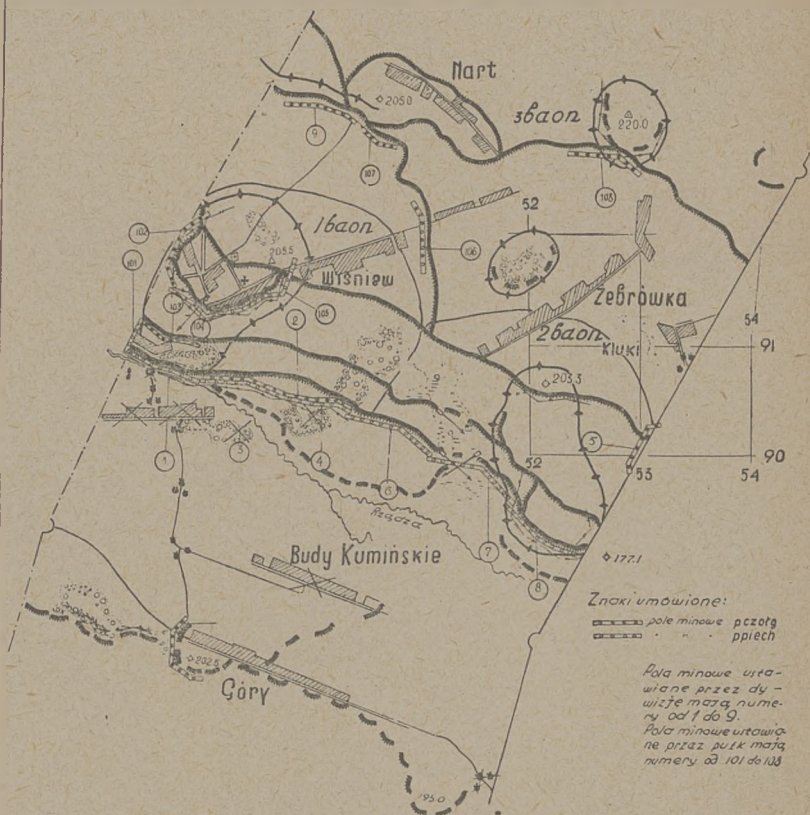 Nart
205.0
3baon
220.0
9
107
103
52
102
1baon
106
203.5
Wiśniew
Żebrówka
101
103
104
105
2
54
2baon
Kluki
91
203.3
1
3
4
6
5
90
52
53
54
Rządza
7
8
Budy Kumińskie
177.1
Znaki umówione:
pole minowe pczołg
" " " ppiech
202.5
Góry
Pola minowe usta-
wiane przez dy-
wizję mają nume-
ry od 1 do 9.
Pola minowe ustawia-
ne przez pułk mają
numery od 101 do 108
195.0